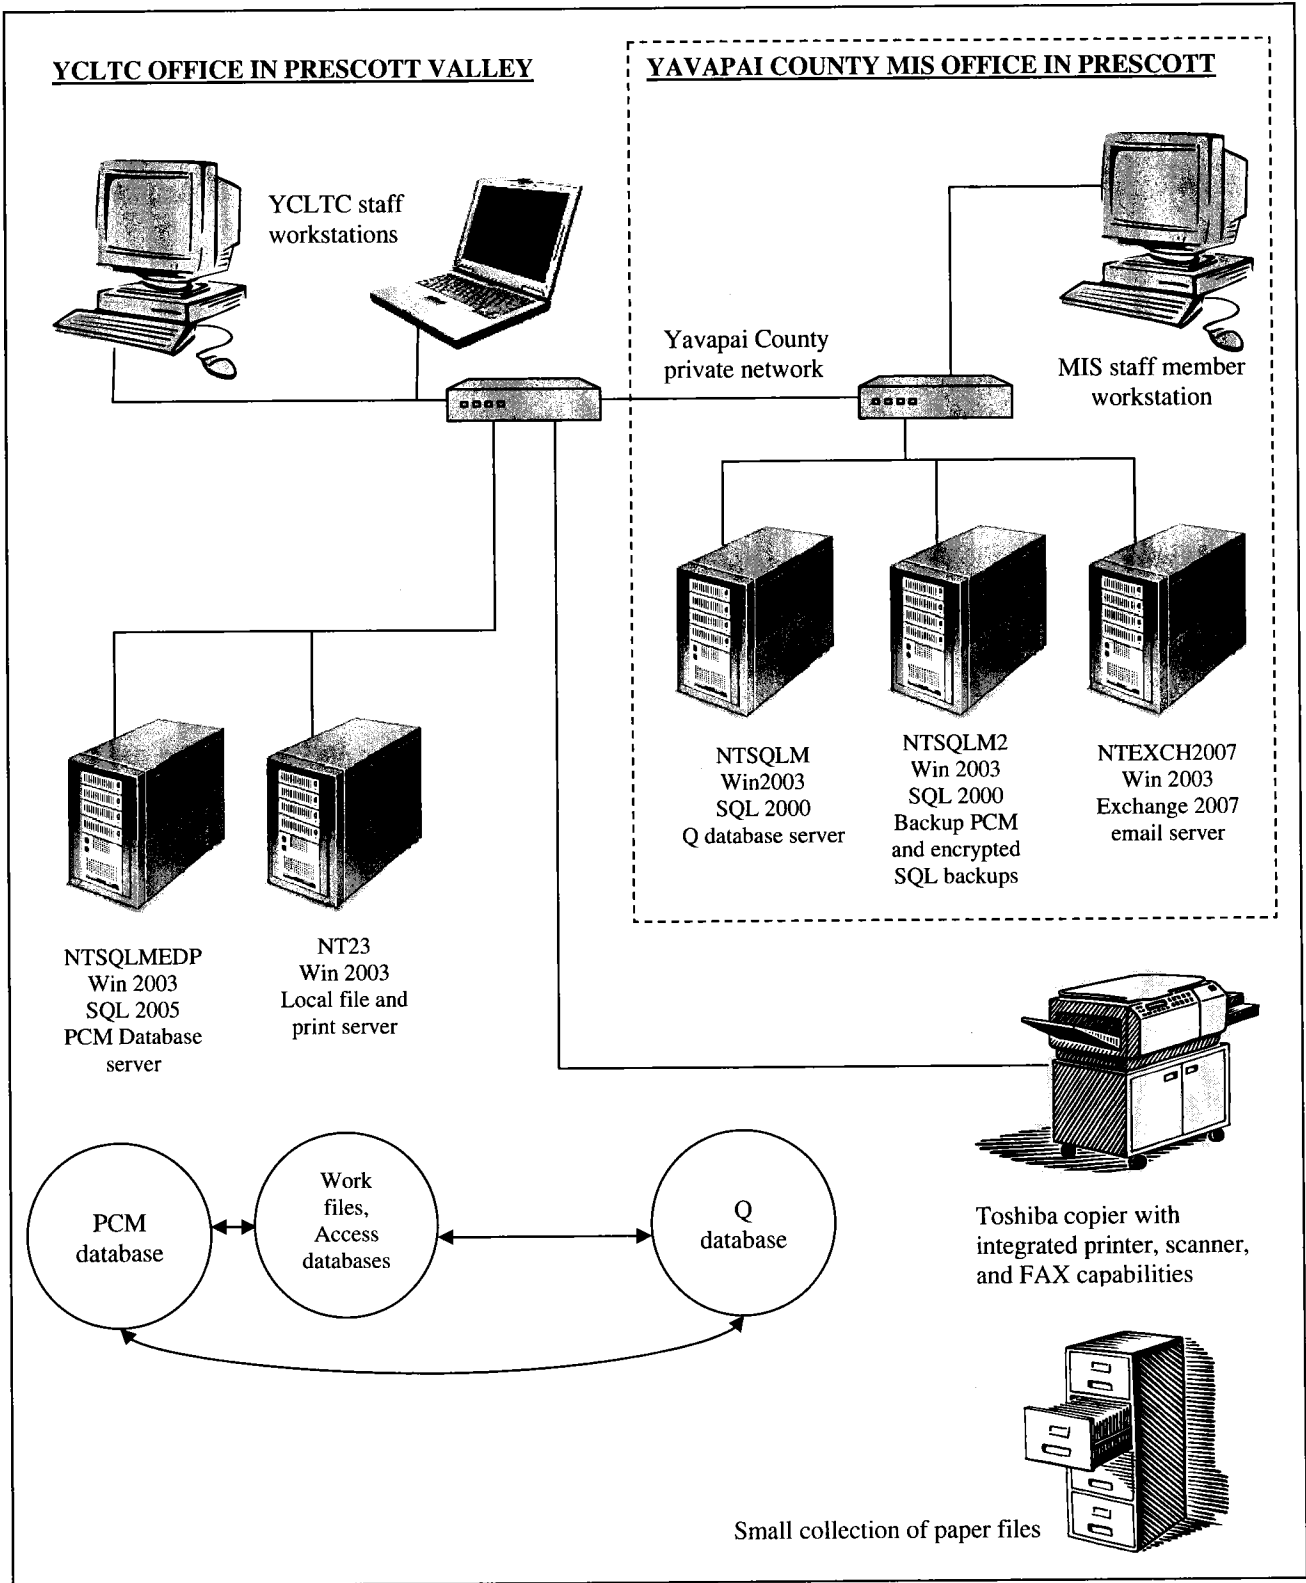 YCLTC OFFICE IN PRESCOTT VALLEY
YAVAPAI COUNTY MIS OFFICE IN PRESCOTT
YCLTC staff
workstations
Yavapai County
private network
MIS staff member
workstation
NTSQLM
Win2003
SQL 2000
Q database server
NTSQLM2
Win 2003
SQL 2000
Backup PCM
and encrypted
SQL backups
NTEXCH2007
Win 2003
Exchange 2007
email server
NTSQLMEDP
Win 2003
SQL 2005
PCM Database
server
NT23
Win 2003
Local file and
print server
PCM
database
Work
files,
Access
databases
Q
database
Toshiba copier with
integrated printer, scanner,
and FAX capabilities
Small collection of paper files